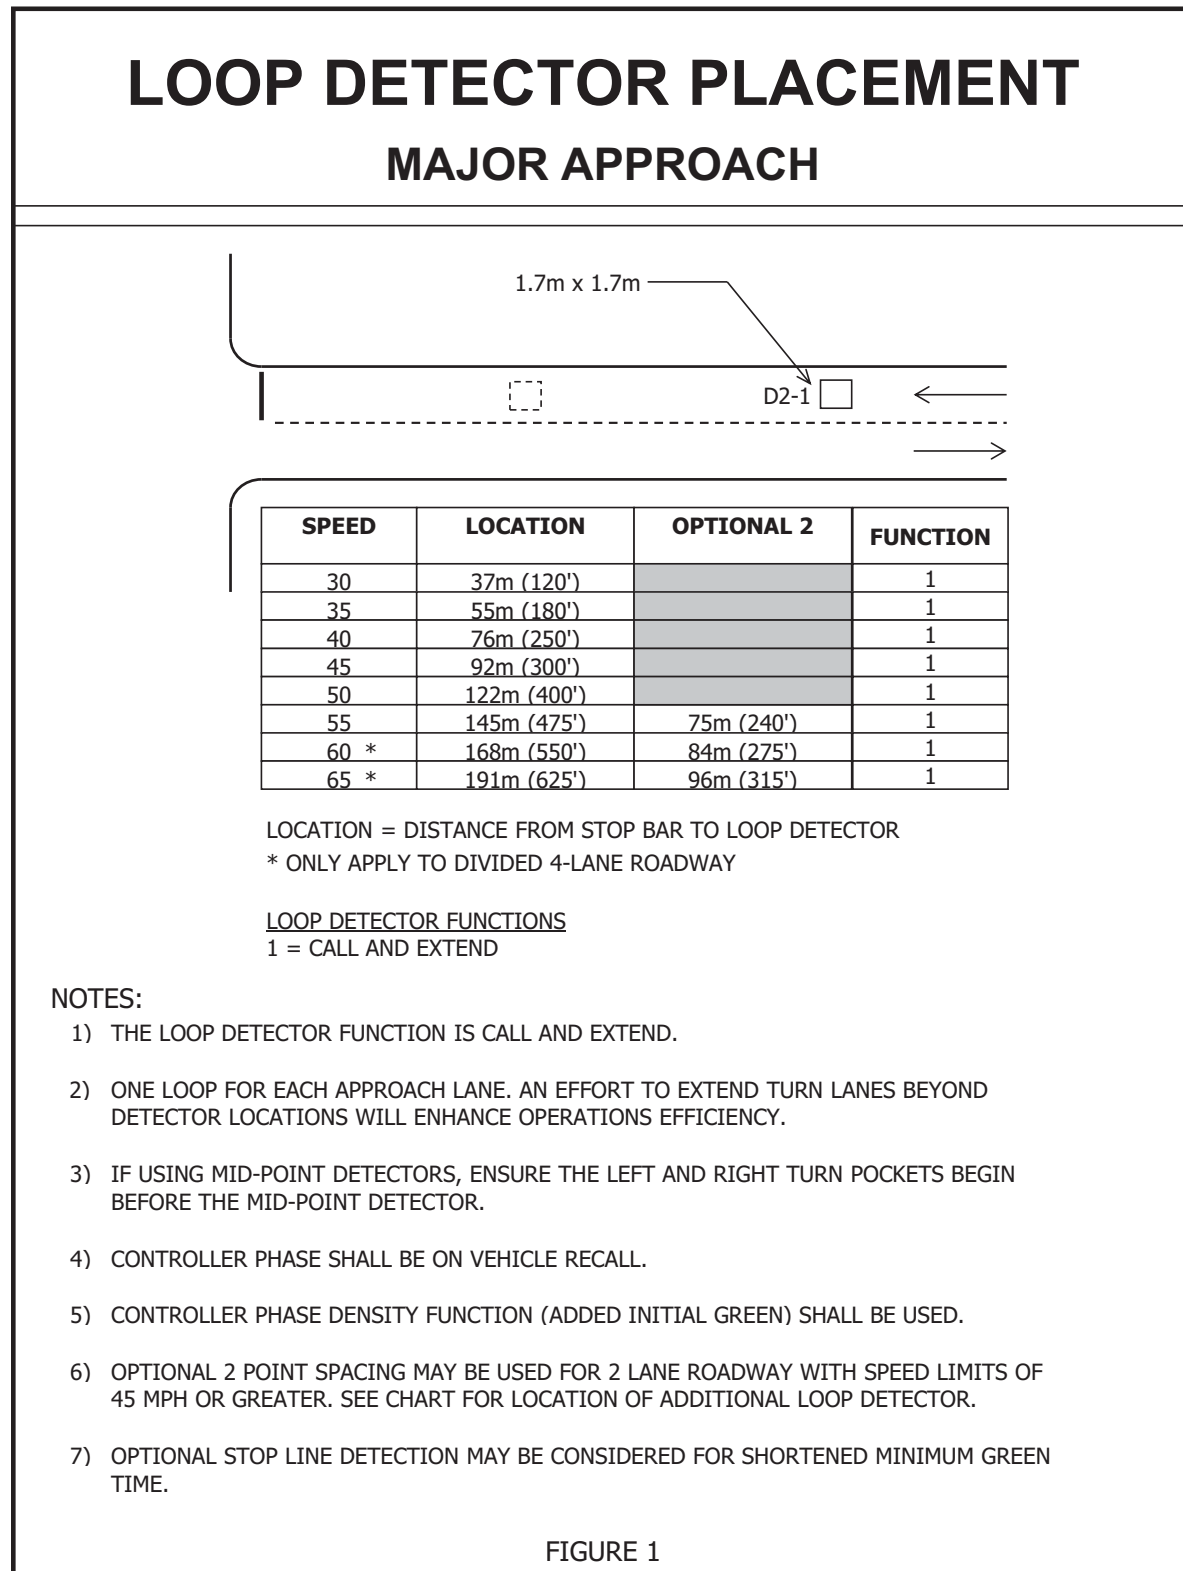 LOOP DETECTOR PLACEMENT
MAJOR APPROACH
1.7m x 1.7m
D2-1
SPEED LOCATION OPTIONAL 2 FUNCTION
30 37m (120') 1
35 55m (180') 1
40 76m (250') 1
45 92m (300') 1
50 122m (400') 1
55 145m (475') 75m (240') 1
60 * 168m (550') 84m (275') 1
65 * 191m (625') 96m (315') 1
LOCATION = DISTANCE FROM STOP BAR TO LOOP DETECTOR
* ONLY APPLY TO DIVIDED 4-LANE ROADWAY
LOOP DETECTOR FUNCTIONS
1 = CALL AND EXTEND
NOTES:
1) THE LOOP DETECTOR FUNCTION IS CALL AND EXTEND.
2) ONE LOOP FOR EACH APPROACH LANE. AN EFFORT TO EXTEND TURN LANES BEYOND
DETECTOR LOCATIONS WILL ENHANCE OPERATIONS EFFICIENCY.
3) IF USING MID-POINT DETECTORS, ENSURE THE LEFT AND RIGHT TURN POCKETS BEGIN
BEFORE THE MID-POINT DETECTOR.
4) CONTROLLER PHASE SHALL BE ON VEHICLE RECALL.
5) CONTROLLER PHASE DENSITY FUNCTION (ADDED INITIAL GREEN) SHALL BE USED.
6) OPTIONAL 2 POINT SPACING MAY BE USED FOR 2 LANE ROADWAY WITH SPEED LIMITS OF
45 MPH OR GREATER. SEE CHART FOR LOCATION OF ADDITIONAL LOOP DETECTOR.
7) OPTIONAL STOP LINE DETECTION MAY BE CONSIDERED FOR SHORTENED MINIMUM GREEN
TIME.
FIGURE 1